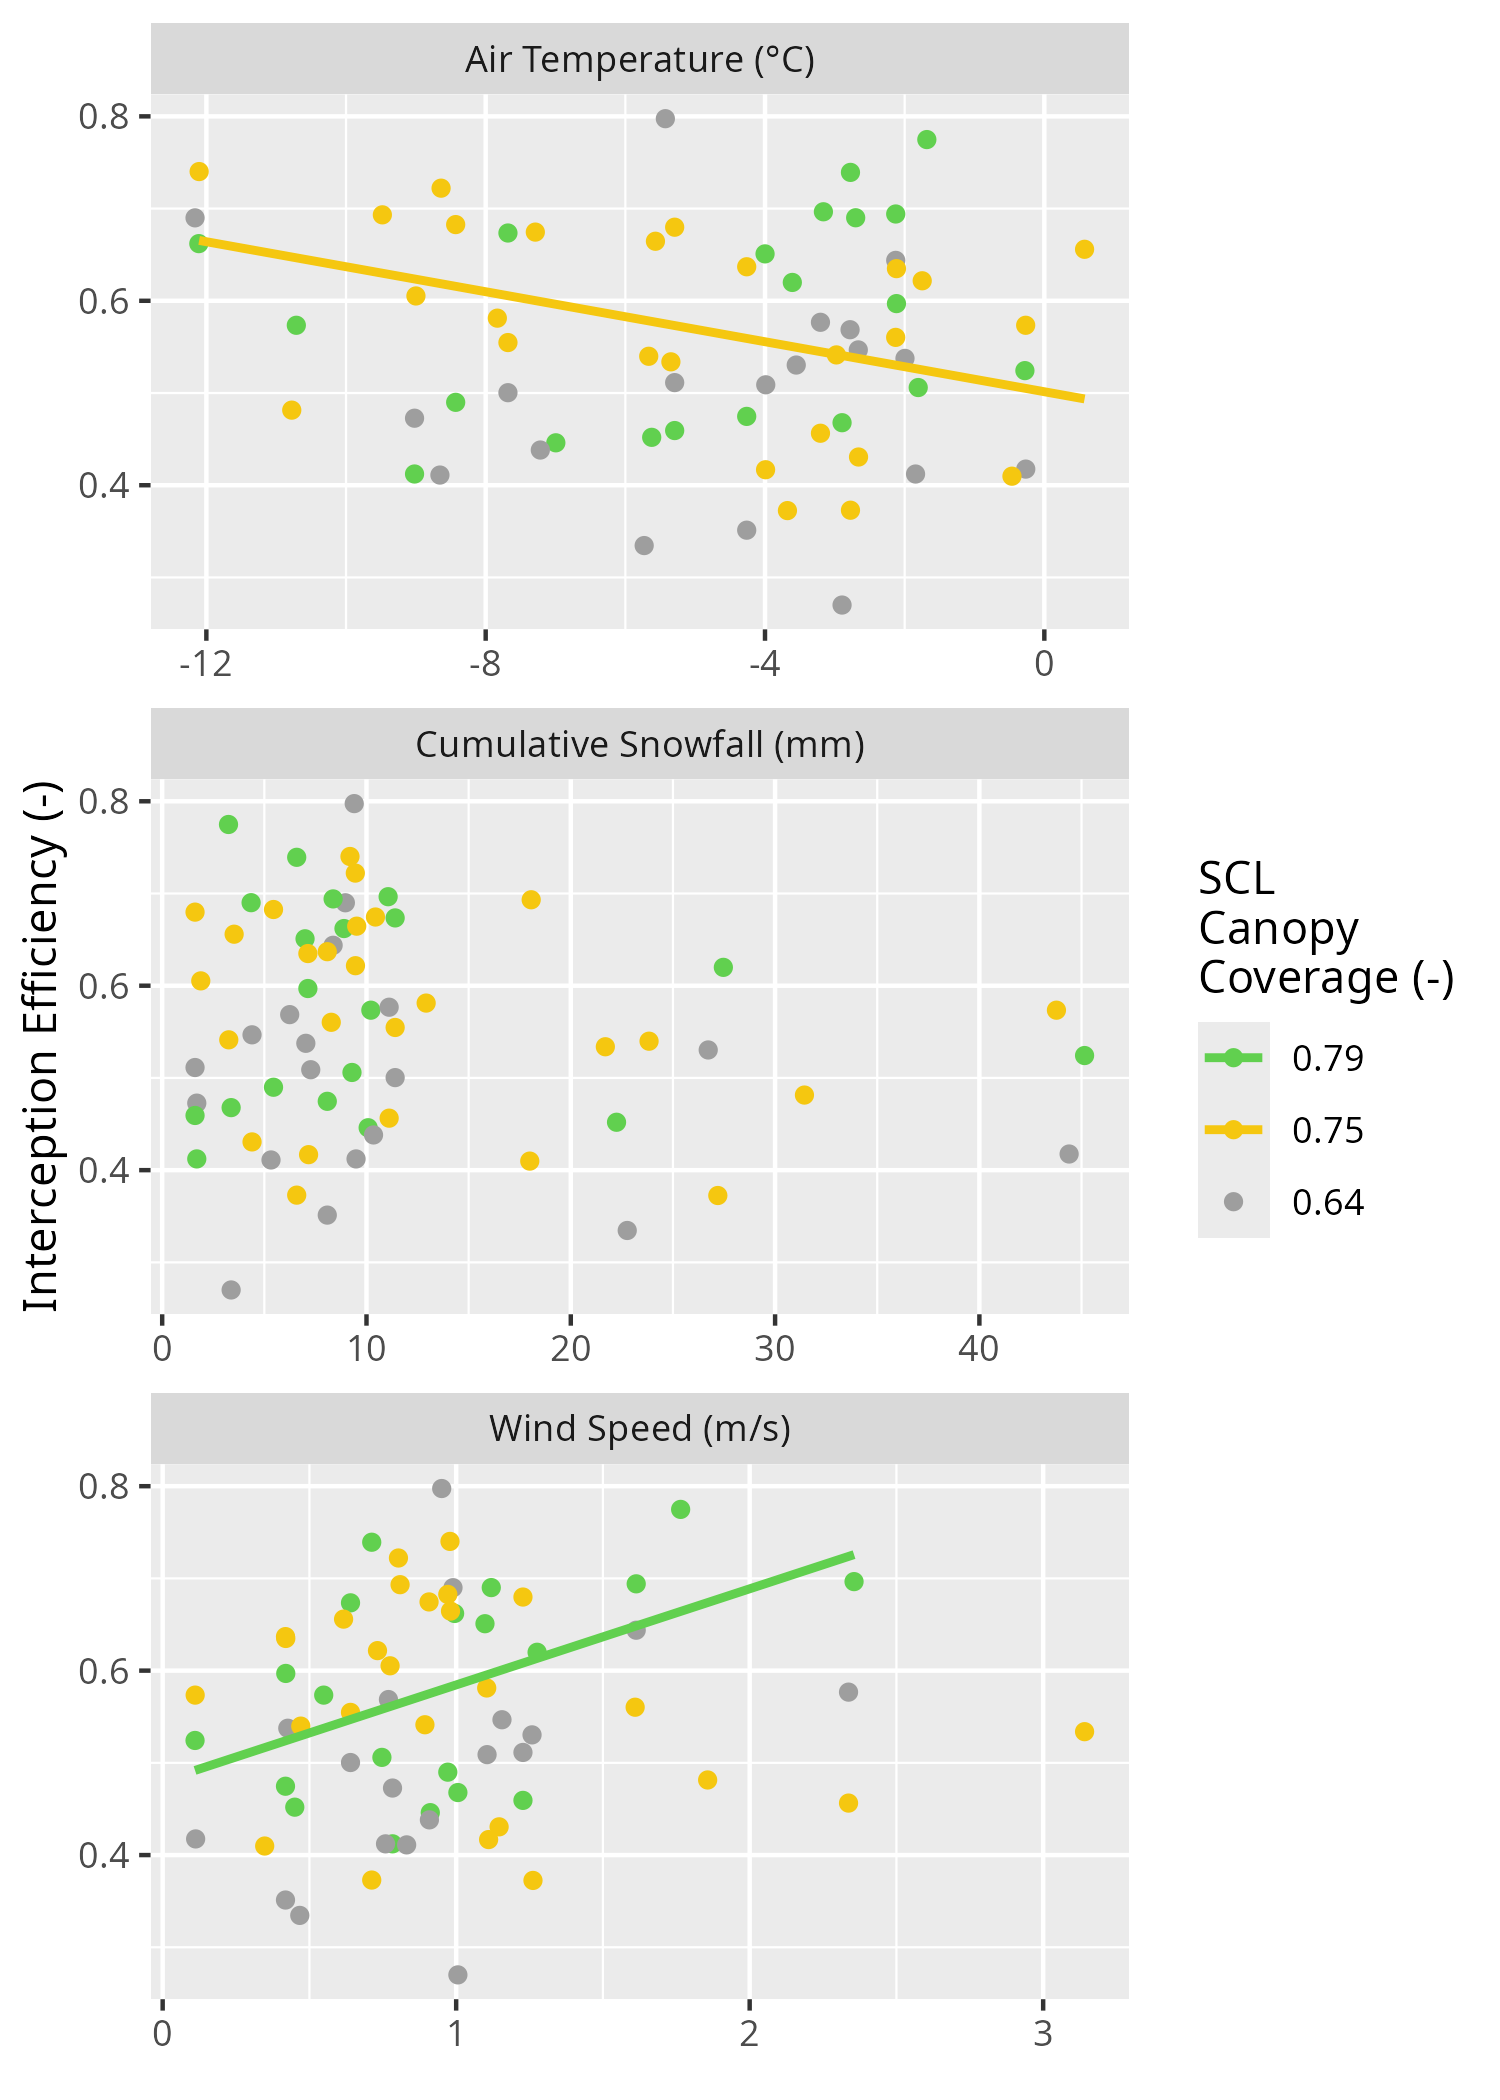 Air Temperature (°C)
0.8
0.6
0.4
-12 -8 -4 0
Cumulative Snowfall (mm)
Interception Efficiency (-)
0.8
0.6
0.4
0 10 20 30 40
SCL
Canopy
Coverage (-)
0.79
0.75
0.64
Wind Speed (m/s)
0.8
0.6
0.4
0 1 2 3